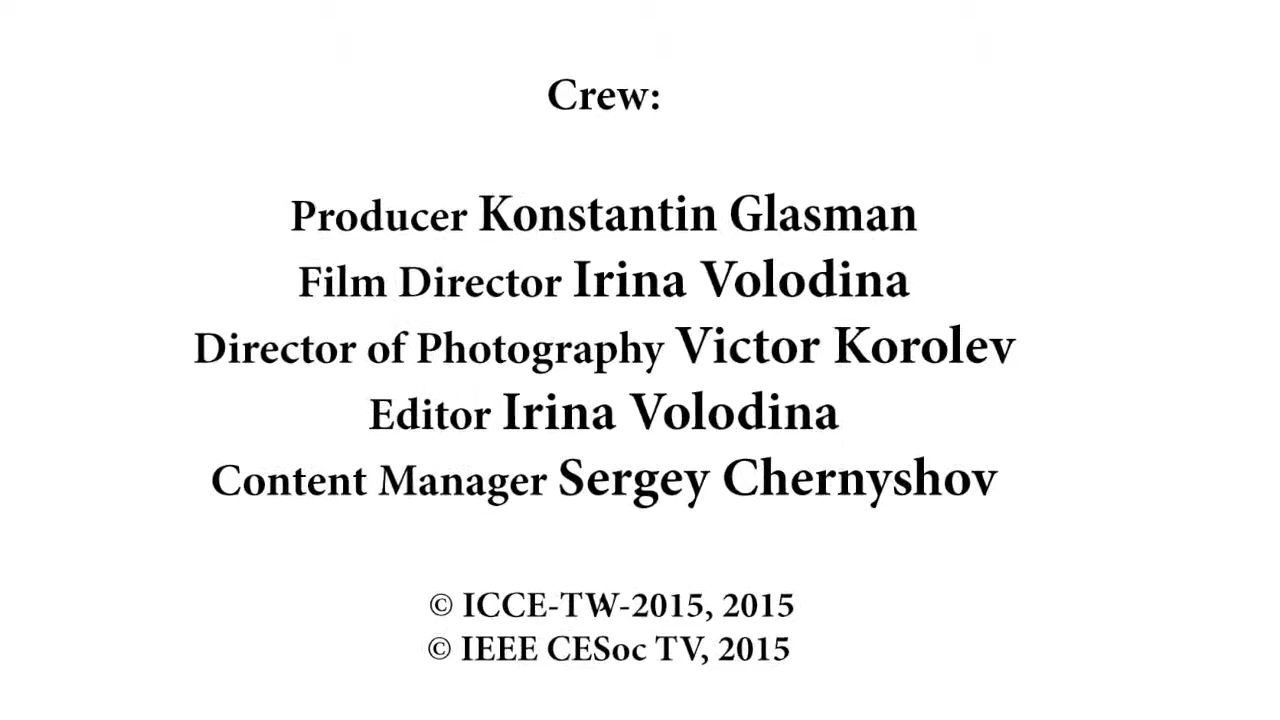 Crew:
Producer Konstantin Glasman
Film Director Irina Volodina
Director of Photography Victor Korolev
Editor Irina Volodina
Content Manager Sergey Chernyshov
© ICCE-TW-2015, 2015
© IEEE CESoc TV, 2015